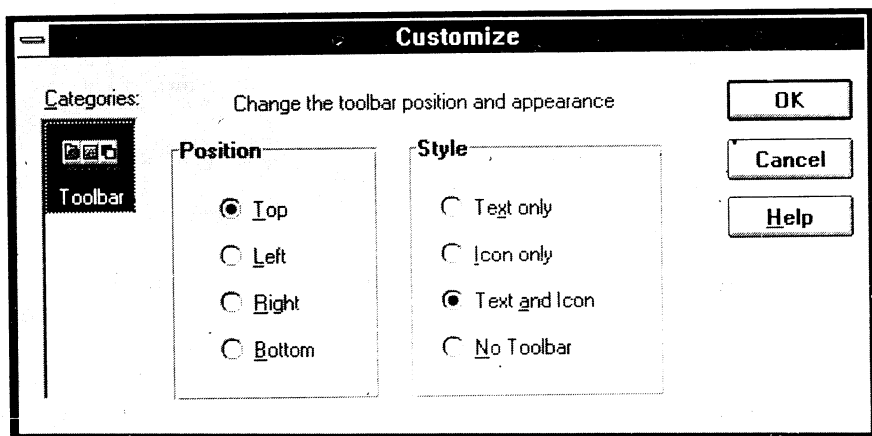 Customize
Categories:
Toolbar
Change the toolbar position and appearance
Position
Top
Left
Right
Bottom
Style
Text only
Icon only
Text and Icon
No Toolbar
OK
Cancel
Help